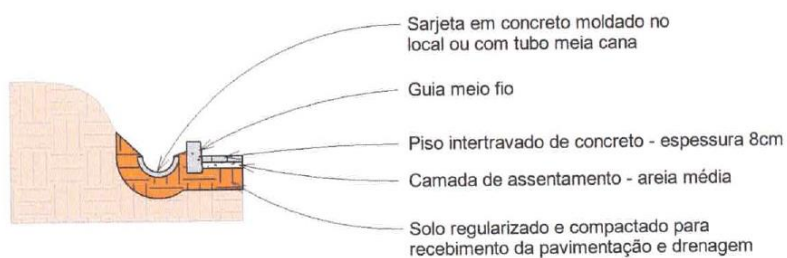 Sarjeta em concreto moldado no
local ou com tubo meia cana
Guia meio fio
Piso intertravado de concreto - espessura 8cm
Camada de assentamento - areia média
Solo regularizado e compactado para
recebimento da pavimentação e drenagem